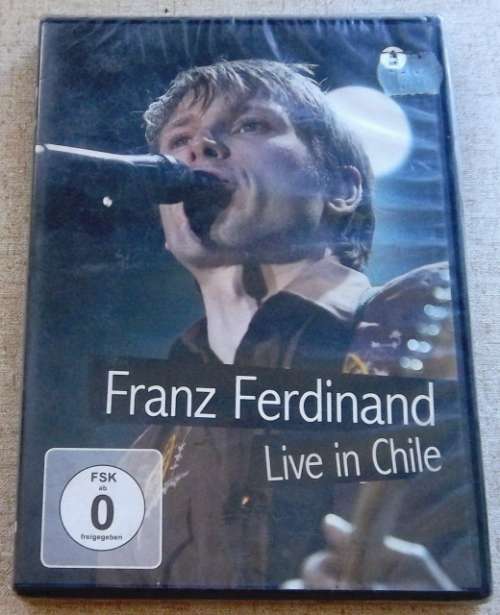 Franz Ferdinand
Live in Chile
FSK
ab
0
freigegeben